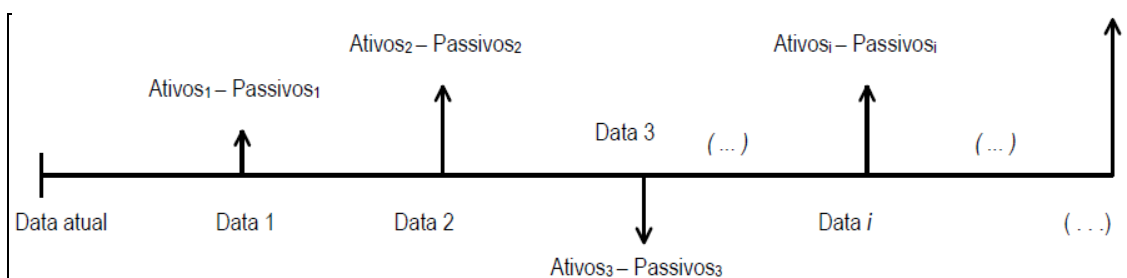 Ativos₂ – Passivos₂
Ativosᵢ – Passivosᵢ
Ativos₁ – Passivos₁
Data 3
( ... )
( ... )
Data atual
Data 1
Data 2
Data i
( . . . )
Ativos₃ – Passivos₃